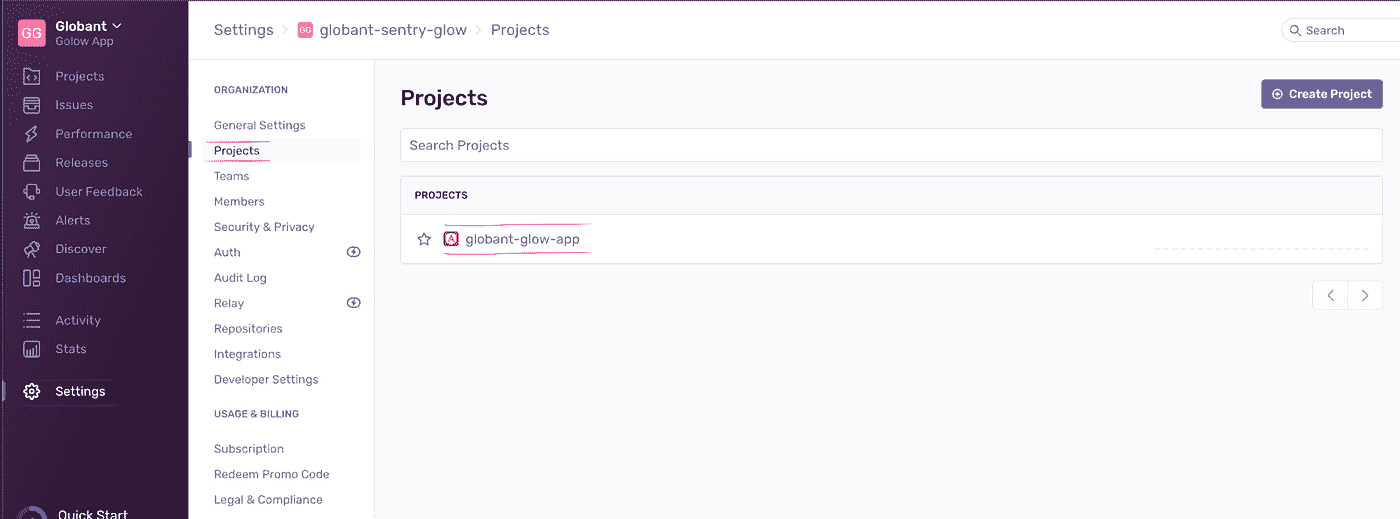 GG
Globant
Golow App
Projects
Issues
Performance
Releases
User Feedback
Alerts
Discover
Dashboards
Activity
Stats
Settings
Quick Start
Settings > GG globant-sentry-glow > Projects
Search
ORGANIZATION
General Settings
Projects
Teams
Members
Security & Privacy
Auth
Audit Log
Relay
Repositories
Integrations
Developer Settings
USAGE & BILLING
Subscription
Redeem Promo Code
Legal & Compliance
Projects
Create Project
Search Projects
PROJECTS
A globant-glow-app